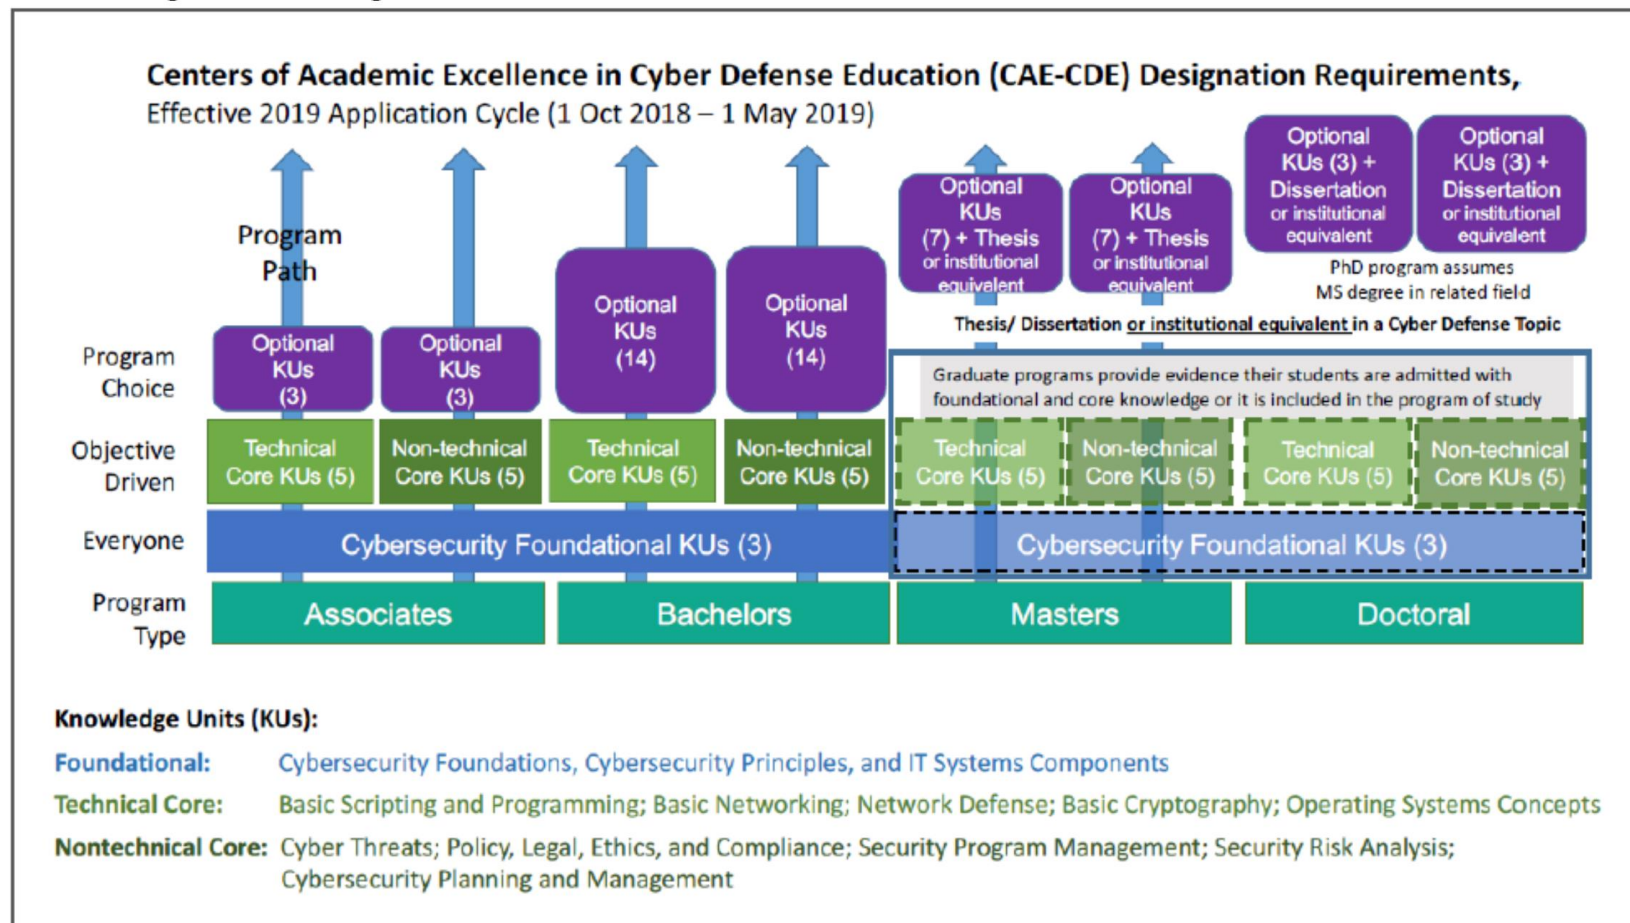 Centers of Academic Excellence in Cyber Defense Education (CAE-CDE) Designation Requirements,
Effective 2019 Application Cycle (1 Oct 2018 – 1 May 2019)
Program
Path
Optional
KUs
(7) + Thesis
or institutional
equivalent
Optional
KUs
(7) + Thesis
or institutional
equivalent
Optional
KUs (3) +
Dissertation
or institutional
equivalent
Optional
KUs (3) +
Dissertation
or institutional
equivalent
PhD program assumes
MS degree in related field
Thesis/ Dissertation or institutional equivalent in a Cyber Defense Topic
Program
Choice
Optional
KUs
(3)
Optional
KUs
(3)
Optional
KUs
(14)
Optional
KUs
(14)
Graduate programs provide evidence their students are admitted with
foundational and core knowledge or it is included in the program of study
Objective
Driven
Technical
Core KUs (5)
Non-technical
Core KUs (5)
Technical
Core KUs (5)
Non-technical
Core KUs (5)
Technical
Core KUs (5)
Non-technical
Core KUs (5)
Technical
Core KUs (5)
Non-technical
Core KUs (5)
Everyone
Cybersecurity Foundational KUs (3)
Cybersecurity Foundational KUs (3)
Program
Type
Associates
Bachelors
Masters
Doctoral
Knowledge Units (KUs):
Foundational: Cybersecurity Foundations, Cybersecurity Principles, and IT Systems Components
Technical Core: Basic Scripting and Programming; Basic Networking; Network Defense; Basic Cryptography; Operating Systems Concepts
Nontechnical Core: Cyber Threats; Policy, Legal, Ethics, and Compliance; Security Program Management; Security Risk Analysis;
Cybersecurity Planning and Management